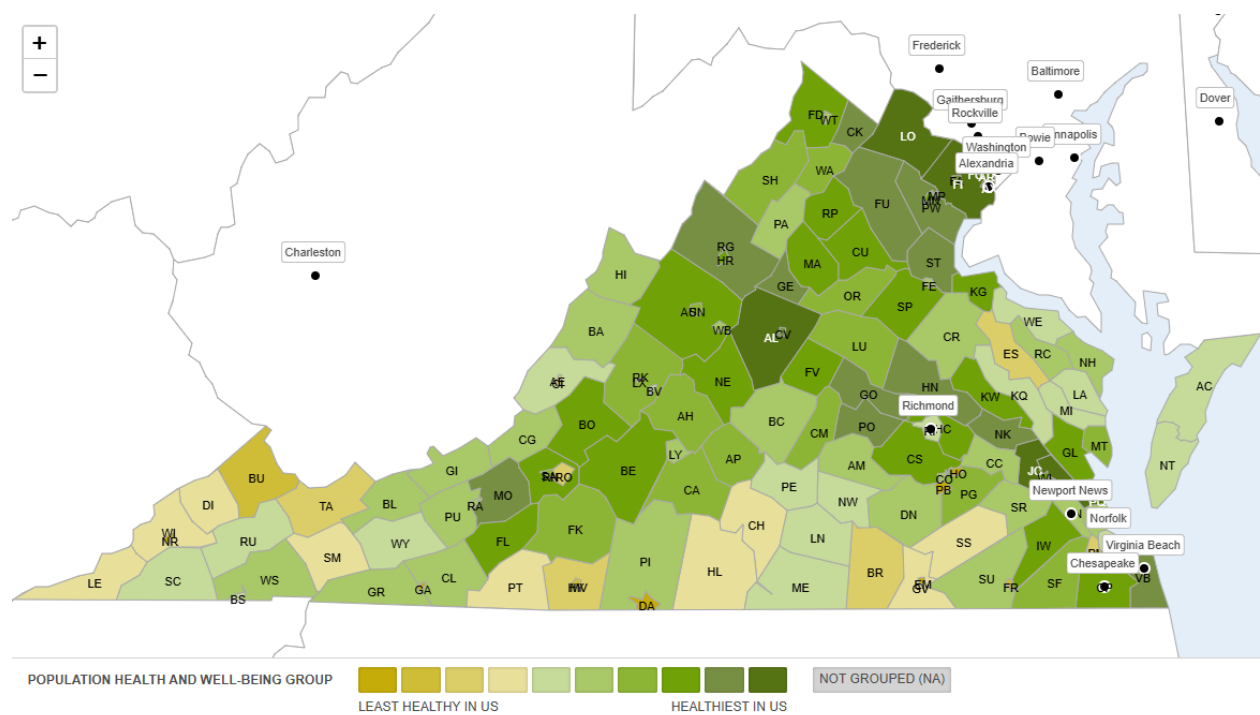 +
−
Frederick
Baltimore
Dover
Gaithersburg
Rockville
Washington
Alexandria
Charleston
FD
WT
CK
LO
FI
SH
WA
PA
RP
FU
MP
PW
RG
HR
MA
CU
ST
HI
GE
OR
SP
FE
KG
BA
WB
AL
CV
LU
CR
WE
ES
RC
NH
RK
BV
NE
FV
GO
HN
KW
KQ
LA
MI
AC
Richmond
BO
AH
BC
CM
PO
HC
NK
GL
MT
CG
LY
AP
AM
CS
CC
JC
NT
BU
GI
BE
CA
PE
CO
HO
PB
PG
Newport News
DI
TA
BL
PU
RA
MO
RO
NW
DN
SR
Norfolk
WI
NR
RU
SM
WY
FL
FK
PI
CH
LN
SS
IW
Virginia Beach
Chesapeake
LE
SC
WS
BS
GR
GA
CL
PT
DA
HL
ME
BR
EM
GV
SU
FR
SF
VB
POPULATION HEALTH AND WELL-BEING GROUP
LEAST HEALTHY IN US
HEALTHIEST IN US
NOT GROUPED (NA)